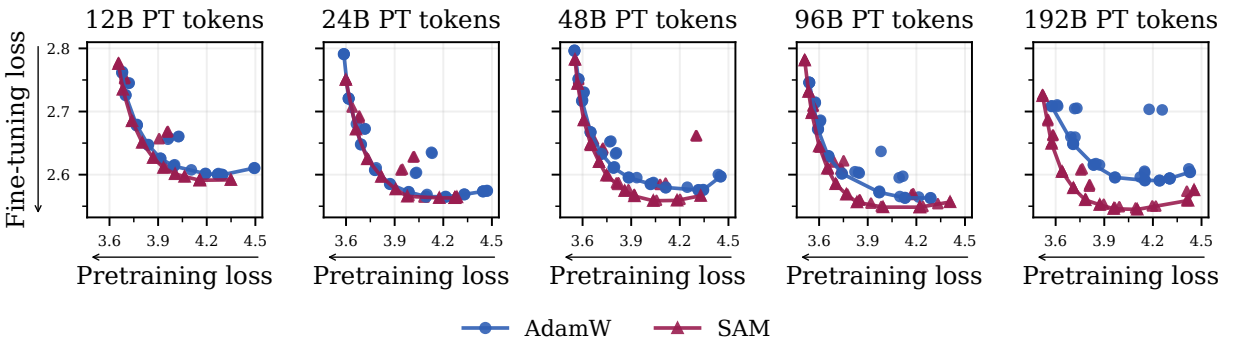 12B PT tokens 24B PT tokens 48B PT tokens 96B PT tokens 192B PT tokens
Fine-tuning loss
2.8
2.7
2.6
3.6 3.9 4.2 4.5 3.6 3.9 4.2 4.5 3.6 3.9 4.2 4.5 3.6 3.9 4.2 4.5 3.6 3.9 4.2 4.5
Pretraining loss Pretraining loss Pretraining loss Pretraining loss Pretraining loss
AdamW SAM